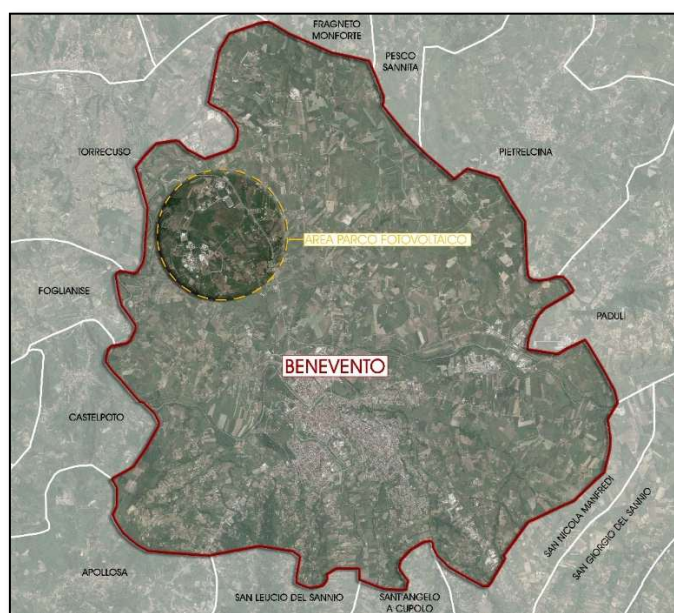 FRAGNETO
MONFORTE
PESCO
SANNITA
TORRECUSO
PIETRELCINA
AREA PARCO FOTOVOLTAICO
FOGLIANISE
PADULI
BENEVENTO
CASTELPOTO
SAN NICOLA MANFREDI
SAN GIORGIO DEL SANNIO
APOLLOSA
SAN LEUCIO DEL SANNIO
SANT'ANGELO
A CUPOLO